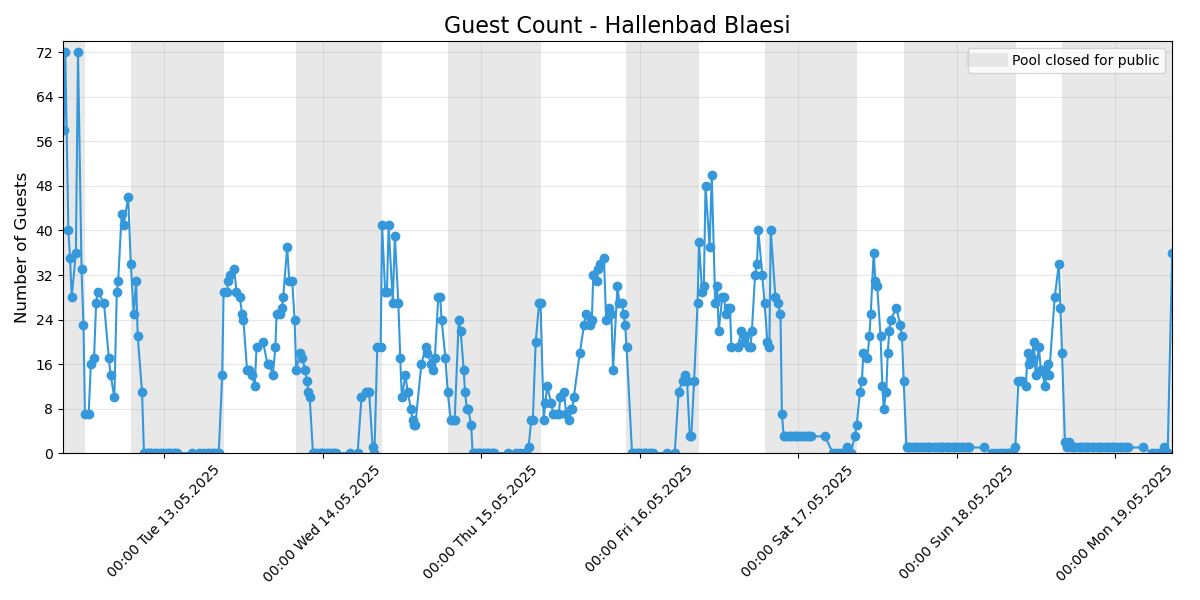 Guest Count - Hallenbad Blaesi
Pool closed for public
Number of Guests
72
64
56
48
40
32
24
16
8
0
00:00 Tue 13.05.2025
00:00 Wed 14.05.2025
00:00 Thu 15.05.2025
00:00 Fri 16.05.2025
00:00 Sat 17.05.2025
00:00 Sun 18.05.2025
00:00 Mon 19.05.2025